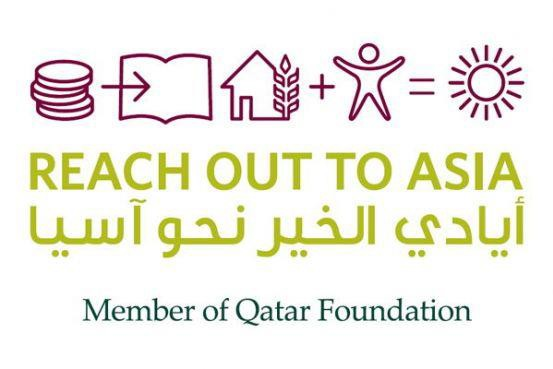 REACH OUT TO ASIA
أيادي الخير نحو آسيا
Member of Qatar Foundation